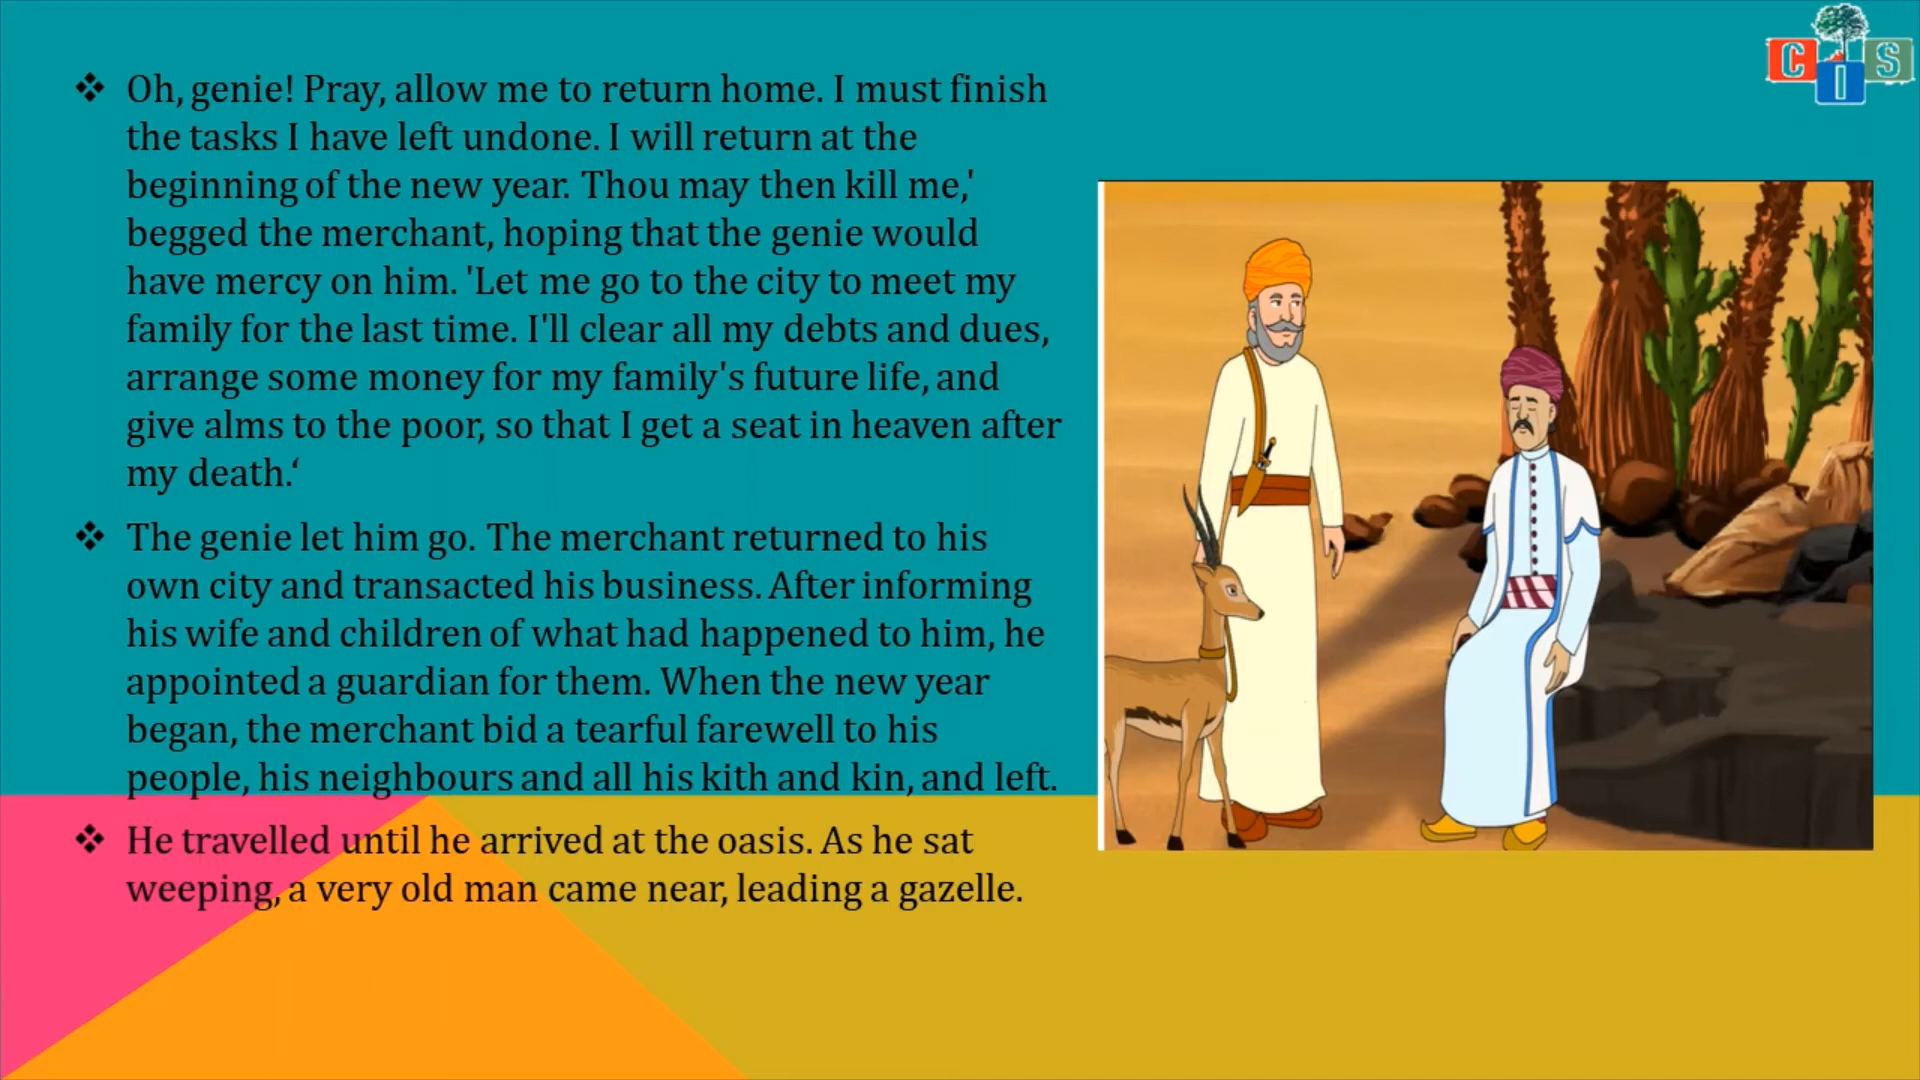 ❖ Oh, genie! Pray, allow me to return home. I must finish
the tasks I have left undone. I will return at the
beginning of the new year. Thou may then kill me,'
begged the merchant, hoping that the genie would
have mercy on him. 'Let me go to the city to meet my
family for the last time. I'll clear all my debts and dues,
arrange some money for my family's future life, and
give alms to the poor, so that I get a seat in heaven after
my death.‘
❖ The genie let him go. The merchant returned to his
own city and transacted his business. After informing
his wife and children of what had happened to him, he
appointed a guardian for them. When the new year
began, the merchant bid a tearful farewell to his
people, his neighbours and all his kith and kin, and left.
❖ He travelled until he arrived at the oasis. As he sat
weeping, a very old man came near, leading a gazelle.
C I S